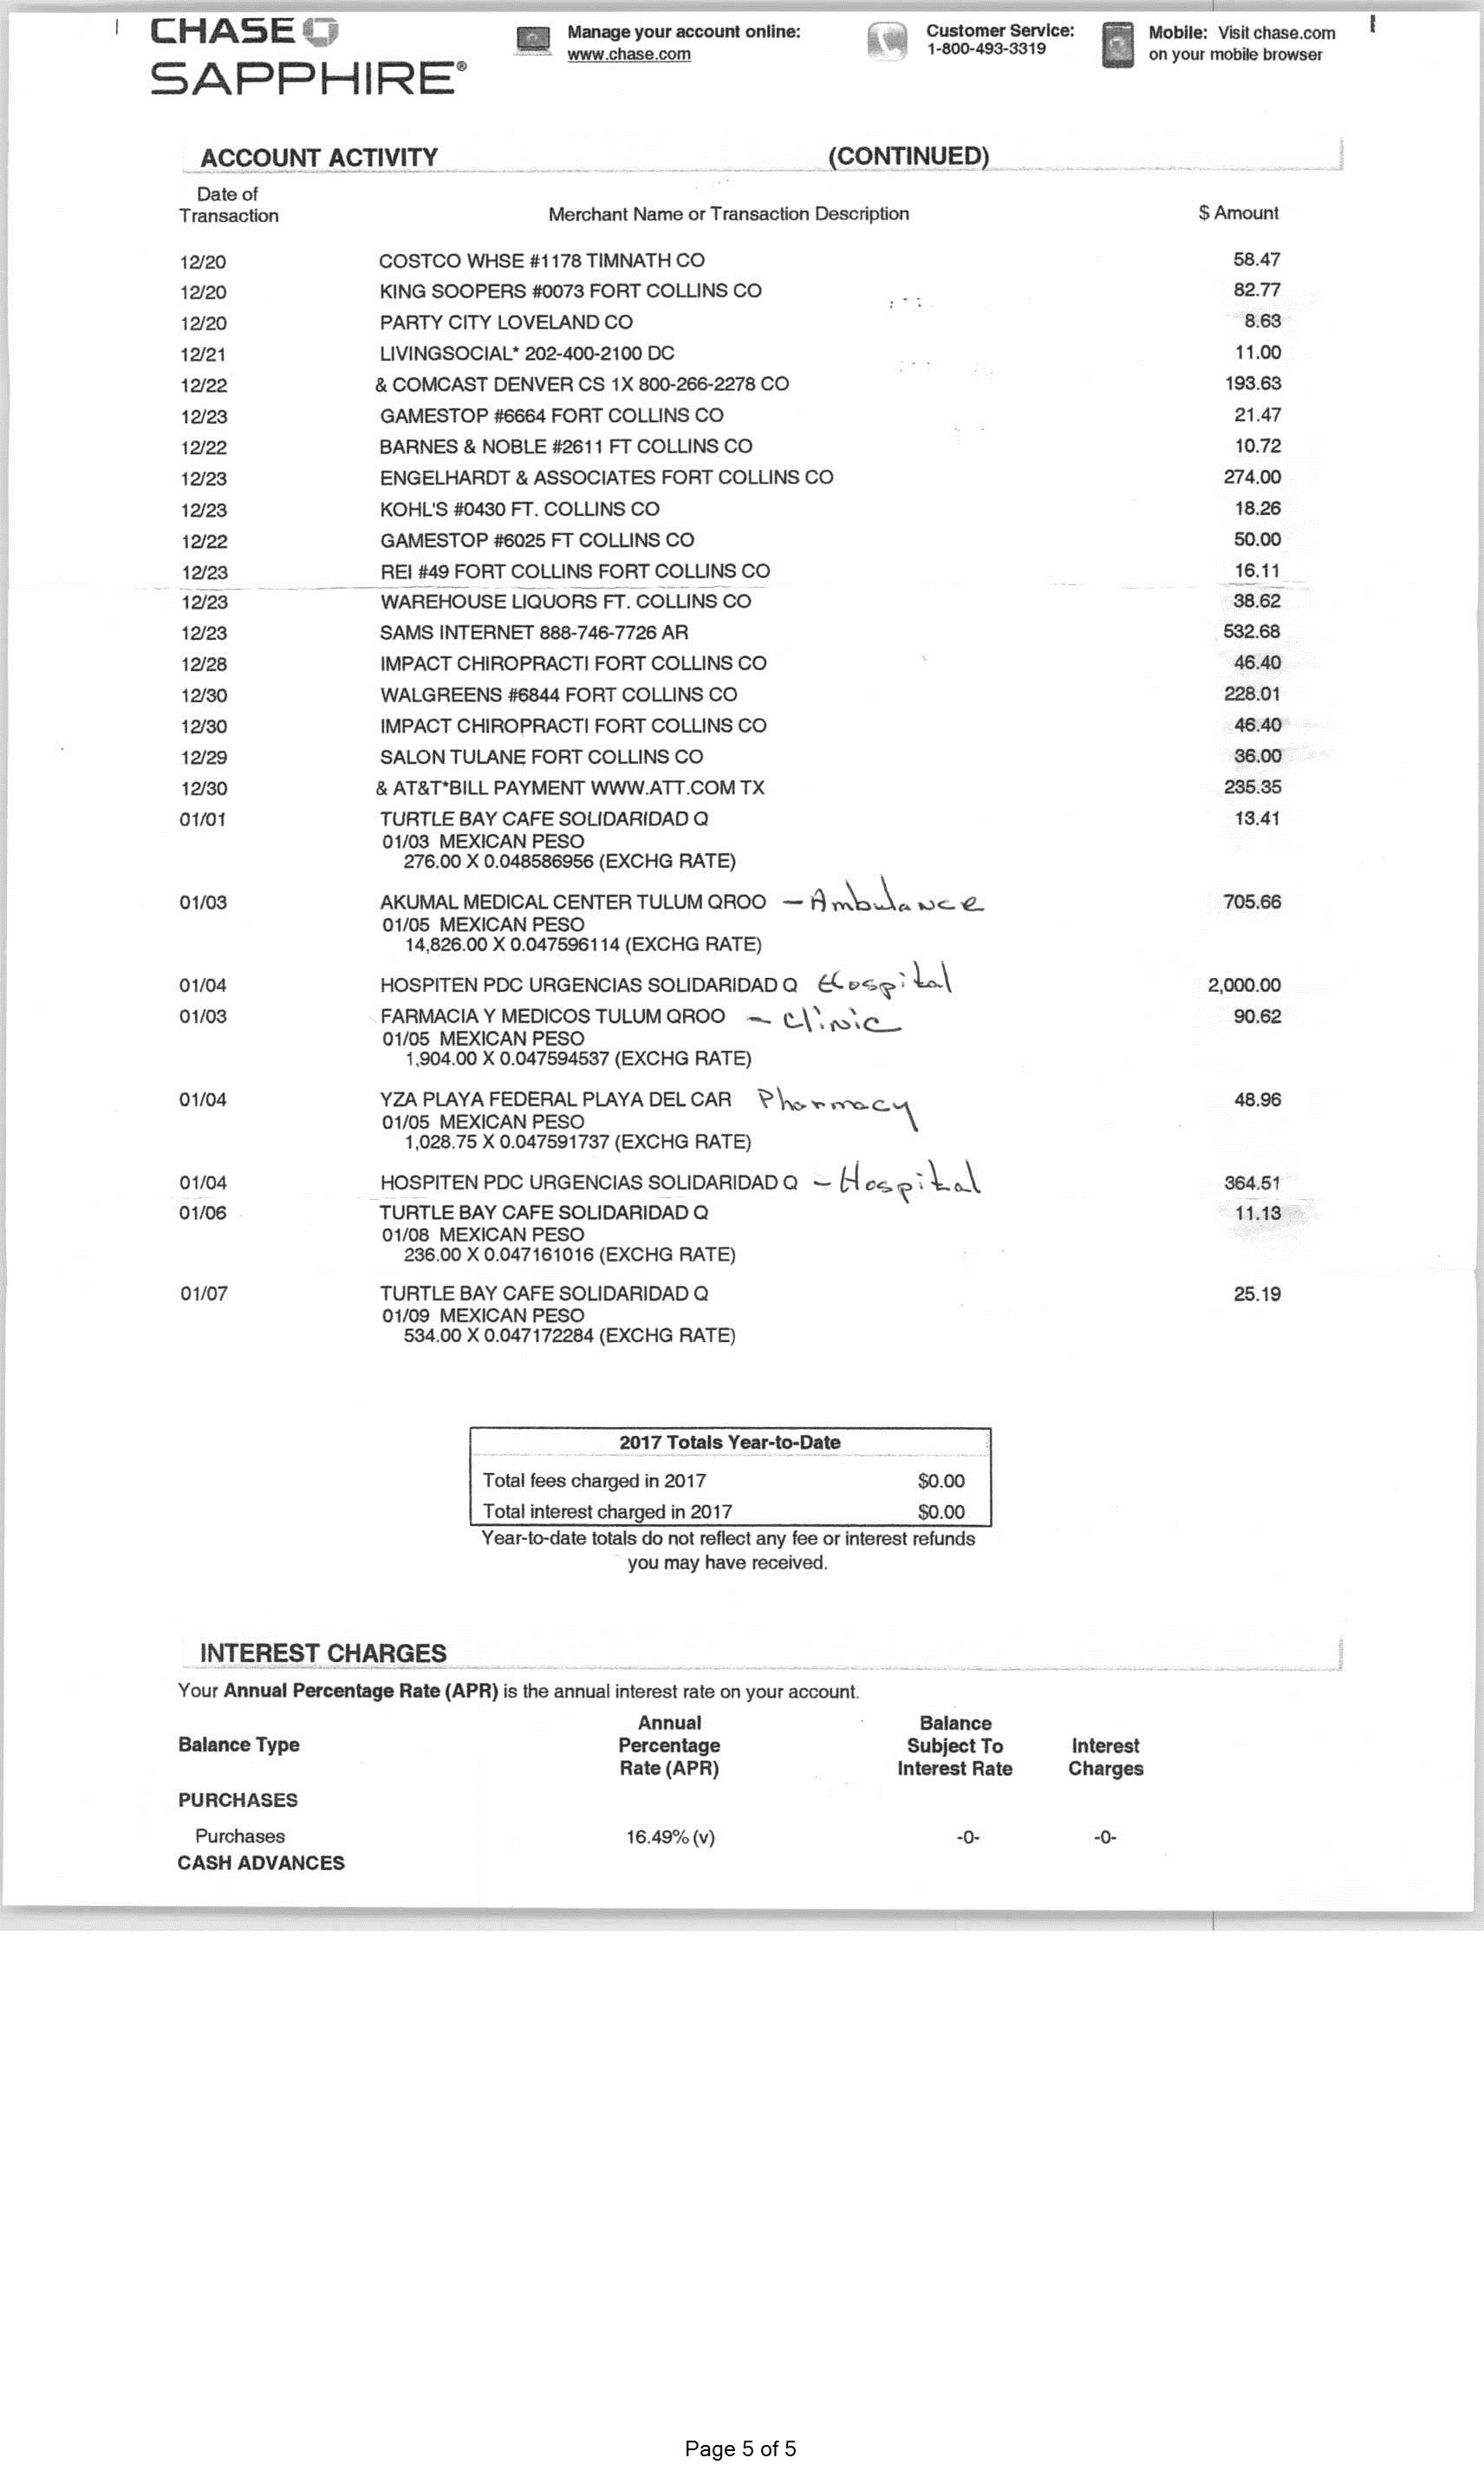 CHASE
SAPPHIRE®
Manage your account online:
www.chase.com
Customer Service:
1-800-493-3319
Mobile: Visit chase.com
on your mobile browser
ACCOUNT ACTIVITY (CONTINUED)
Date of
Transaction Merchant Name or Transaction Description $ Amount
12/20 COSTCO WHSE #1178 TIMNATH CO 58.47
12/20 KING SOOPERS #0073 FORT COLLINS CO 82.77
12/20 PARTY CITY LOVELAND CO 8.63
12/21 LIVINGSOCIAL* 202-400-2100 DC 11.00
12/22 & COMCAST DENVER CS 1X 800-266-2278 CO 193.63
12/23 GAMESTOP #6664 FORT COLLINS CO 21.47
12/22 BARNES & NOBLE #2611 FT COLLINS CO 10.72
12/23 ENGELHARDT & ASSOCIATES FORT COLLINS CO 274.00
12/23 KOHL'S #0430 FT. COLLINS CO 18.26
12/22 GAMESTOP #6025 FT COLLINS CO 50.00
12/23 REI #49 FORT COLLINS FORT COLLINS CO 16.11
12/23 WAREHOUSE LIQUORS FT. COLLINS CO 38.62
12/23 SAMS INTERNET 888-746-7726 AR 532.68
12/28 IMPACT CHIROPRACTI FORT COLLINS CO 46.40
12/30 WALGREENS #6844 FORT COLLINS CO 228.01
12/30 IMPACT CHIROPRACTI FORT COLLINS CO 46.40
12/29 SALON TULANE FORT COLLINS CO 36.00
12/30 & AT&T*BILL PAYMENT WWW.ATT.COM TX 235.35
01/01 TURTLE BAY CAFE SOLIDARIDAD Q 13.41
01/03 MEXICAN PESO
276.00 X 0.048586956 (EXCHG RATE)
01/03 AKUMAL MEDICAL CENTER TULUM QROO - Ambulance 705.66
01/05 MEXICAN PESO
14,826.00 X 0.047596114 (EXCHG RATE)
01/04 HOSPITEN PDC URGENCIAS SOLIDARIDAD Q Hospital 2,000.00
01/03 FARMACIA Y MEDICOS TULUM QROO - Clinic 90.62
01/05 MEXICAN PESO
1,904.00 X 0.047594537 (EXCHG RATE)
01/04 YZA PLAYA FEDERAL PLAYA DEL CAR Pharmacy 48.96
01/05 MEXICAN PESO
1,028.75 X 0.047591737 (EXCHG RATE)
01/04 HOSPITEN PDC URGENCIAS SOLIDARIDAD Q - Hospital 364.51
01/06 TURTLE BAY CAFE SOLIDARIDAD Q 11.13
01/08 MEXICAN PESO
236.00 X 0.047161016 (EXCHG RATE)
01/07 TURTLE BAY CAFE SOLIDARIDAD Q 25.19
01/09 MEXICAN PESO
534.00 X 0.047172284 (EXCHG RATE)
2017 Totals Year-to-Date
Total fees charged in 2017 $0.00
Total interest charged in 2017 $0.00
Year-to-date totals do not reflect any fee or interest refunds
you may have received.
INTEREST CHARGES
Your Annual Percentage Rate (APR) is the annual interest rate on your account.
Balance Type Annual Percentage Rate (APR) Balance Subject To Interest Rate Interest Charges
PURCHASES
Purchases 16.49% (v) -0- -0-
CASH ADVANCES
Page 5 of 5